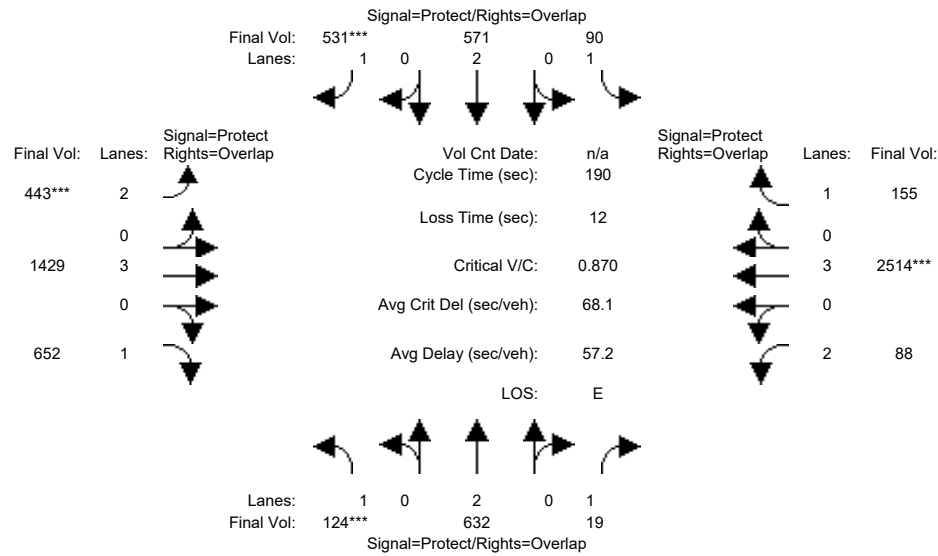 Signal=Protect/Rights=Overlap
Final Vol: 531*** 571 90
Lanes: 1 0 2 0 1
Signal=Protect
Final Vol: Lanes: Rights=Overlap
Vol Cnt Date: n/a
Signal=Protect
Rights=Overlap Lanes: Final Vol:
Cycle Time (sec): 190
443*** 2
1 155
Loss Time (sec): 12
0
0
1429 3
Critical V/C: 0.870
3 2514***
0
Avg Crit Del (sec/veh): 68.1
0
652 1
Avg Delay (sec/veh): 57.2
2 88
LOS: E
Lanes: 1 0 2 0 1
Final Vol: 124*** 632 19
Signal=Protect/Rights=Overlap